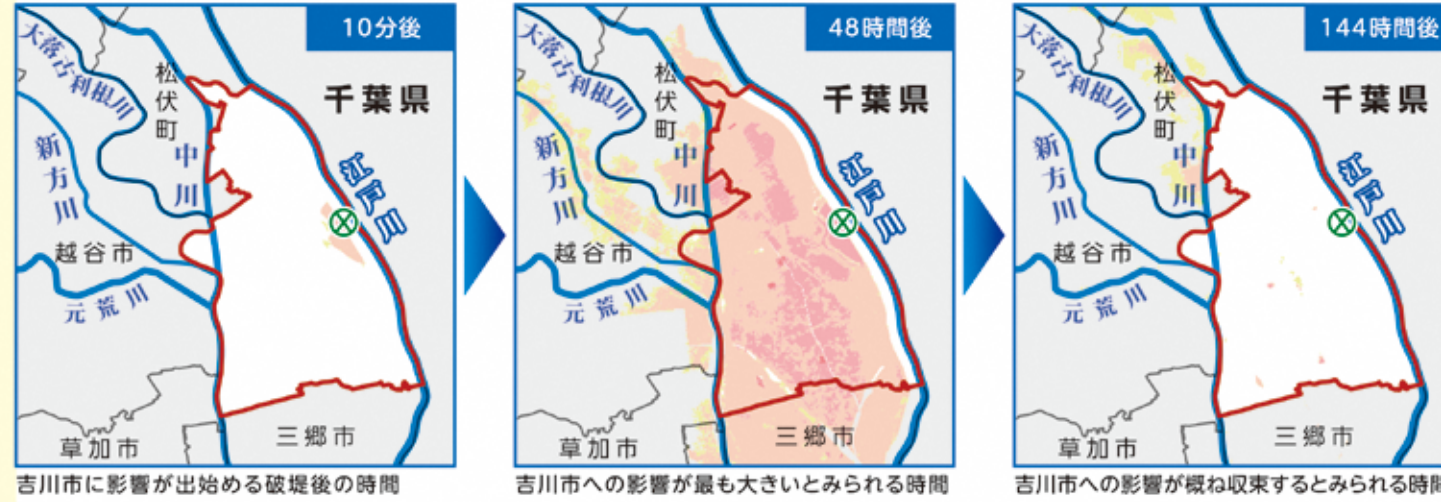 10分後
大落古利根川
松伏町
千葉県
新方川
中川
江戸川
越谷市
元荒川
草加市
三郷市
吉川市に影響が出始める破堤後の時間
48時間後
大落古利根川
松伏町
千葉県
新方川
中川
江戸川
越谷市
元荒川
草加市
三郷市
吉川市への影響が最も大きいとみられる時間
144時間後
大落古利根川
松伏町
千葉県
新方川
中川
江戸川
越谷市
元荒川
草加市
三郷市
吉川市への影響が概ね収束するとみられる時間